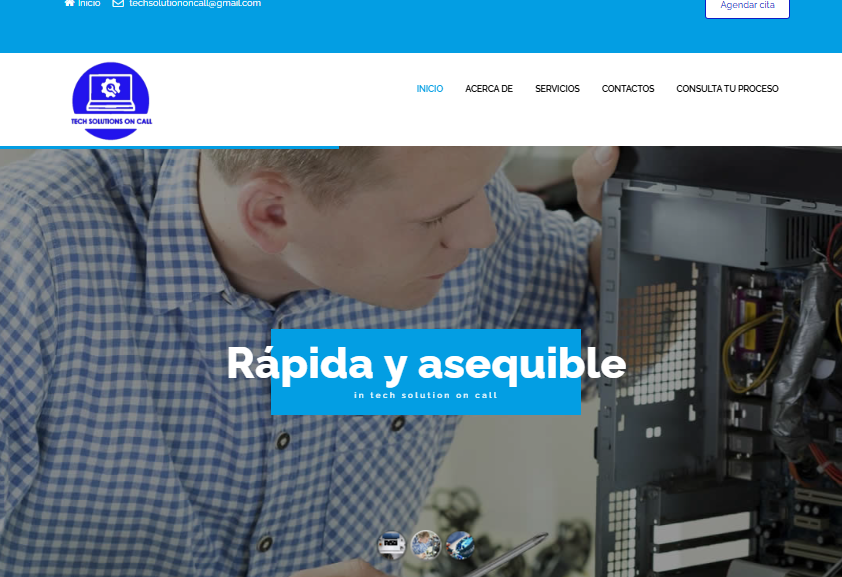 Inicio techsolutiononcall@gmail.com
Agendar cita
TECH SOLUTIONS ON CALL
INICIO ACERCA DE SERVICIOS CONTACTOS CONSULTA TU PROCESO
Rápida y asequible
in tech solution on call